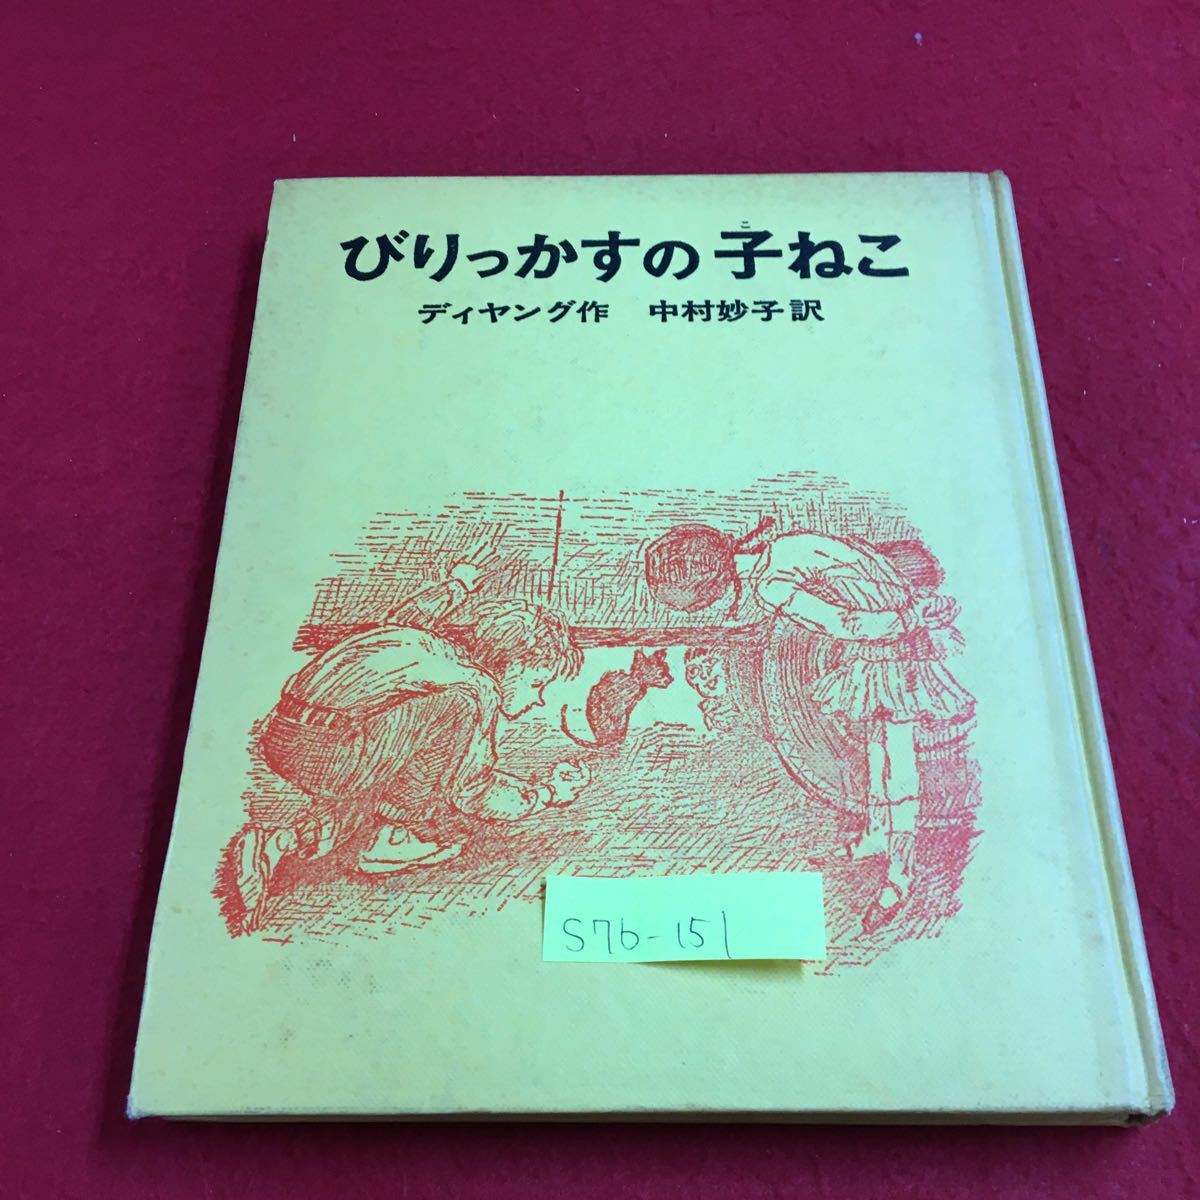 びりっかすの子ねこ
こ
ディヤング作 中村妙子訳
S76-151